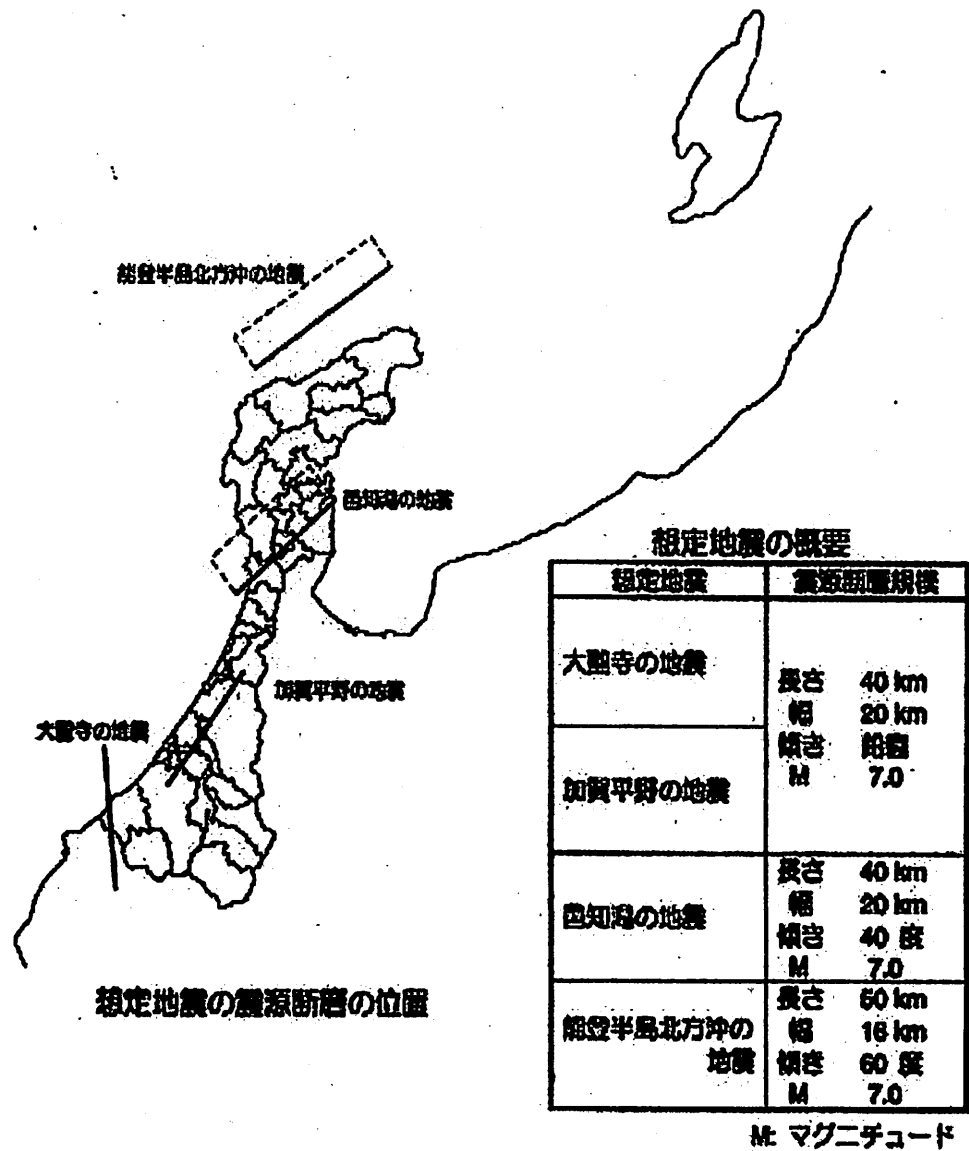 能登半島北方沖の地震
邑知潟の地震
加賀平野の地震
大聖寺の地震
想定地震の震源断層の位置
想定地震の概要
想定地震 震源断層規模
大聖寺の地震
長さ 40 km
幅 20 km
傾き 鉛直
M 7.0
加賀平野の地震
邑知潟の地震
長さ 40 km
幅 20 km
傾き 40 度
M 7.0
能登半島北方沖の
地震
長さ 50 km
幅 16 km
傾き 60 度
M 7.0
M: マグニチュード